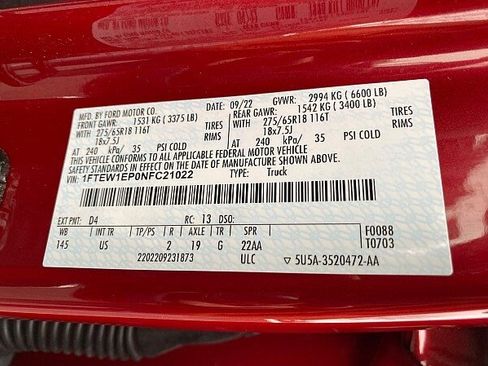 MFD. BY FORD MOTOR CO. 09/22 GVWR: 2994 KG ( 6600 LB)
FRONT GAWR: 1531 KG ( 3375 LB) REAR GAWR: 1542 KG ( 3400 LB)
275/65R18 116T TIRES 275/65R18 116T TIRES
18x7.5J RIMS 18x7.5J RIMS
AT 240 kPa/ 35 PSI COLD AT 240 kPa/ 35 PSI COLD
THIS VEHICLE CONFORMS TO ALL APPLICABLE FEDERAL MOTOR VEHICLE
SAFETY STANDARDS IN EFFECT ON THE DATE OF MANUFACTURE SHOWN ABOVE.
VIN: 1FTEW1EP0NFC21022 TYPE: Truck
EXT PNT: D4 RC: 13 DSO: F0088
WB INT TR TP/PS R AXLE TR SPR T0703
145 US 2 19 G 22AA
2202209231873 ULC 5U5A-3520472-AA